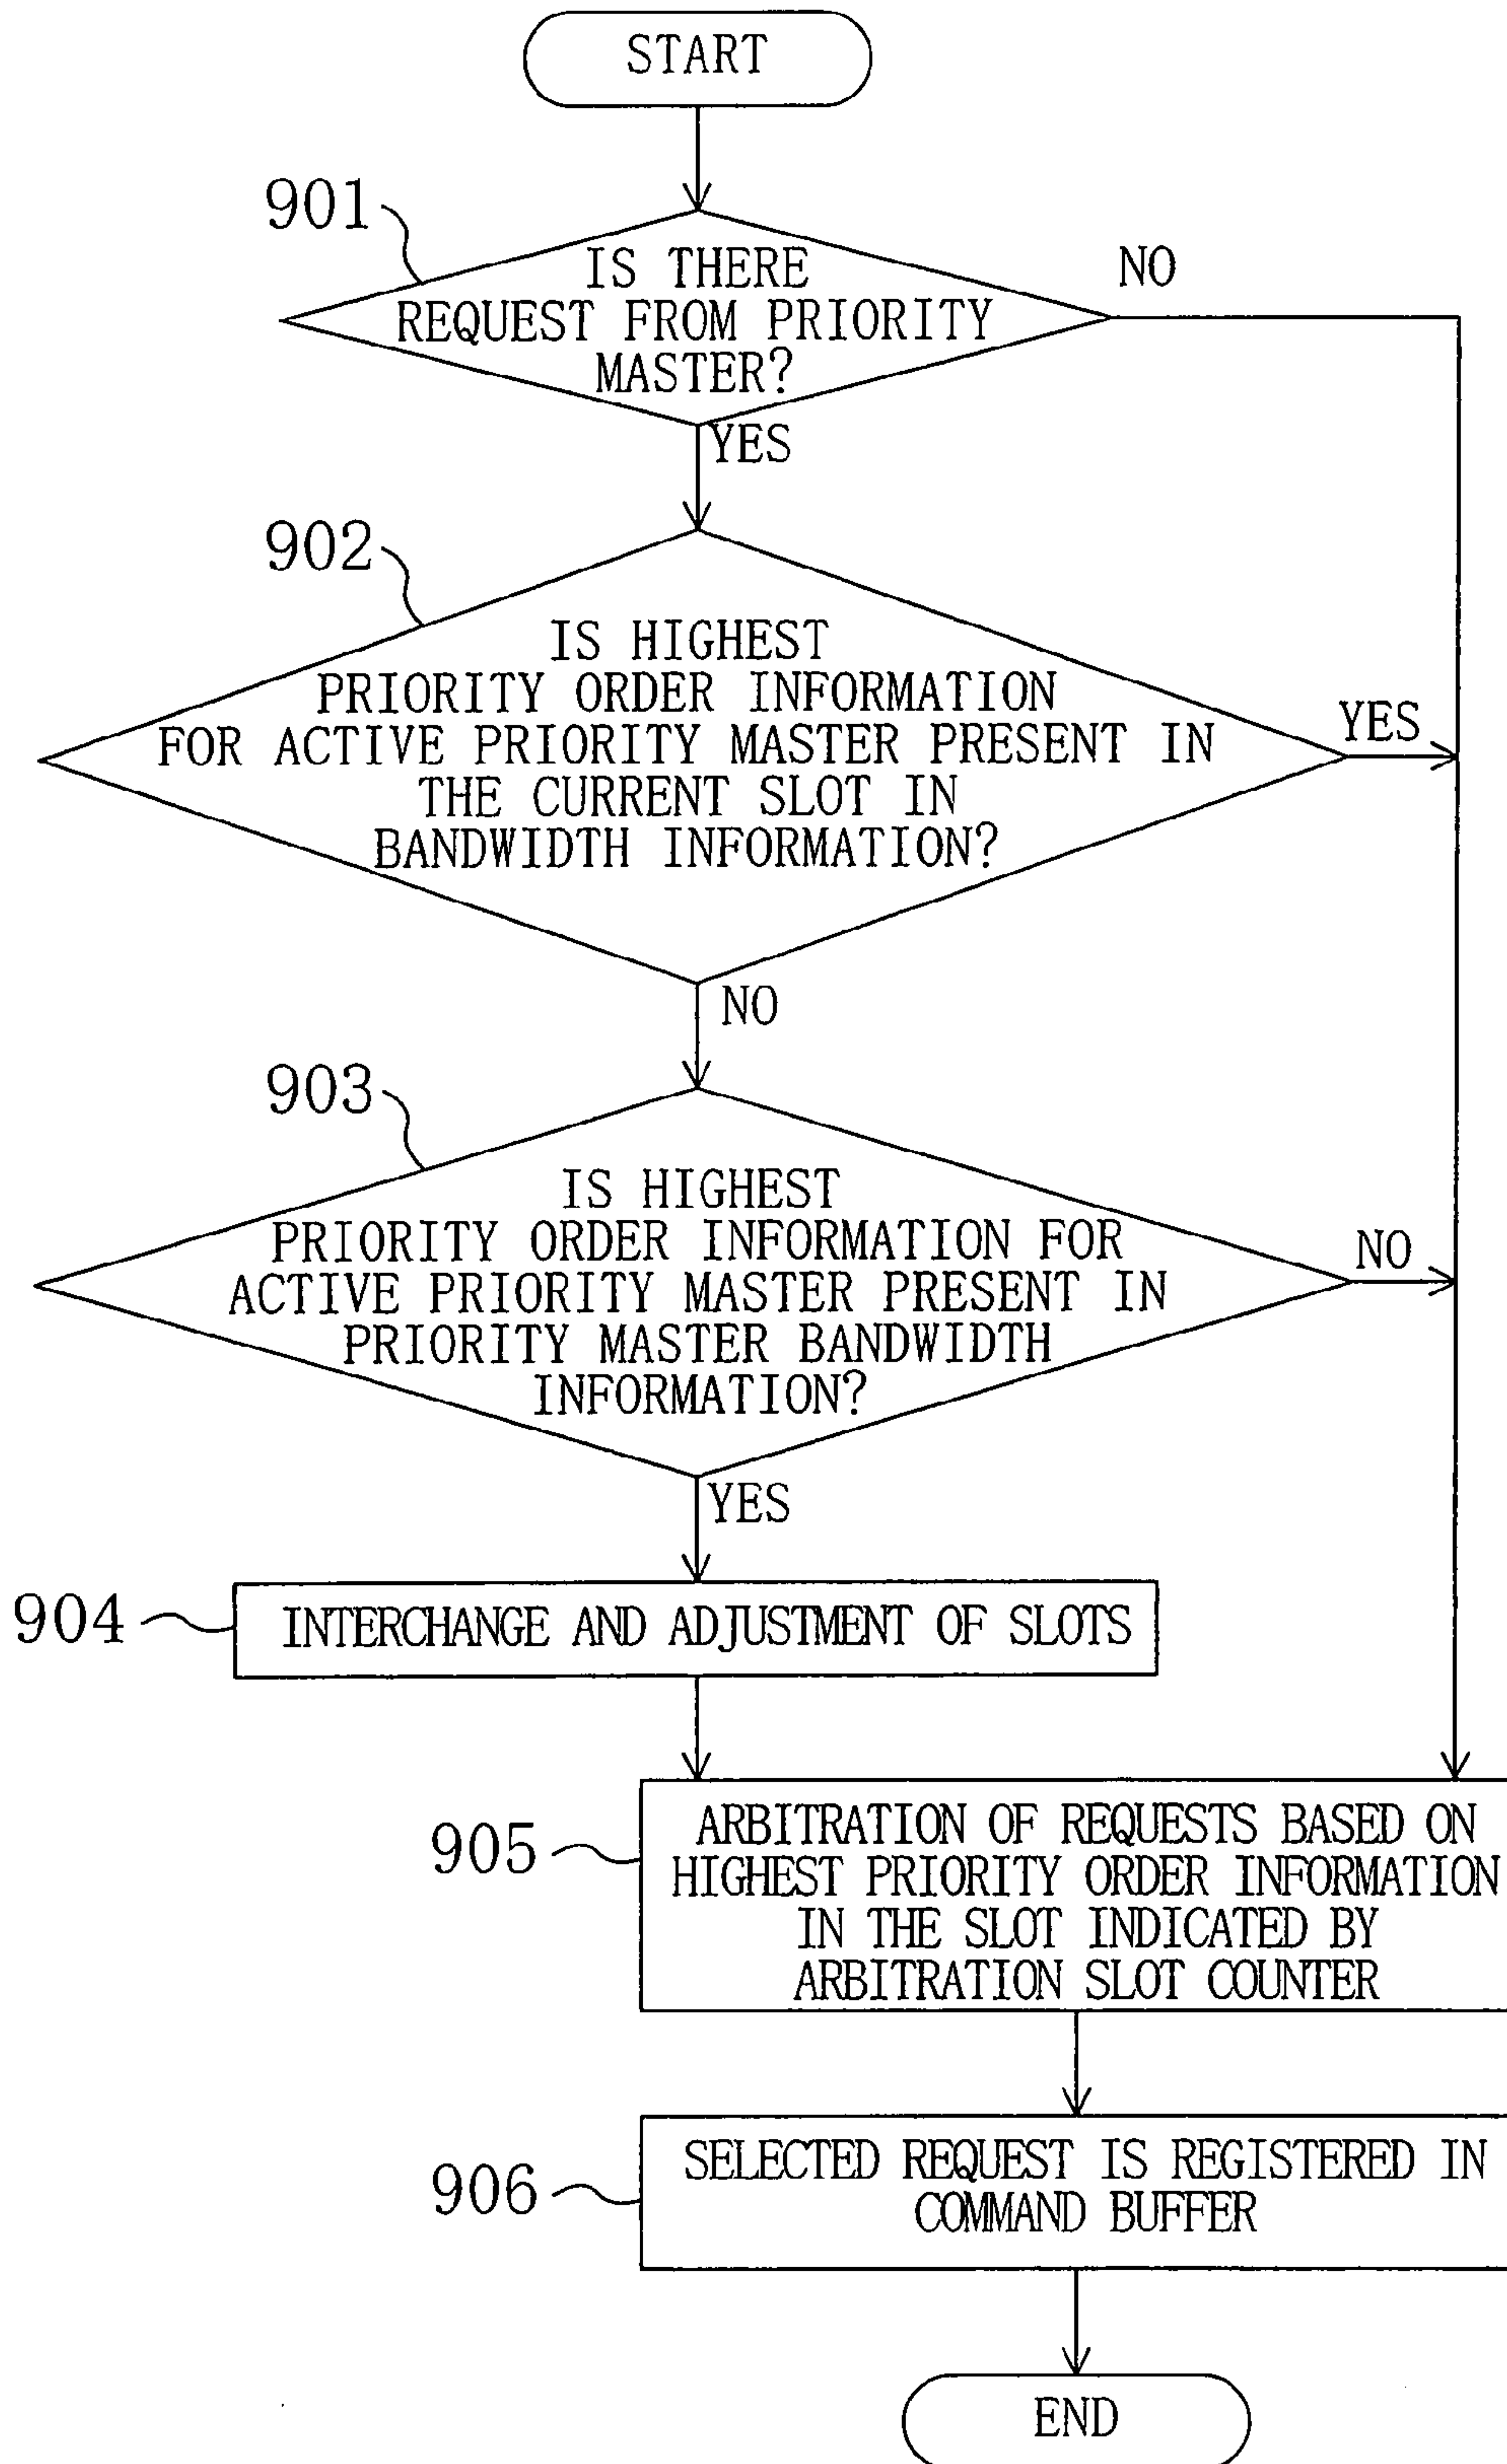 START
901
IS THERE
REQUEST FROM PRIORITY
MASTER?
NO
YES
902
IS HIGHEST
PRIORITY ORDER INFORMATION
FOR ACTIVE PRIORITY MASTER PRESENT IN
THE CURRENT SLOT IN
BANDWIDTH INFORMATION?
YES
NO
903
IS HIGHEST
PRIORITY ORDER INFORMATION FOR
ACTIVE PRIORITY MASTER PRESENT IN
PRIORITY MASTER BANDWIDTH
INFORMATION?
NO
YES
904
INTERCHANGE AND ADJUSTMENT OF SLOTS
905
ARBITRATION OF REQUESTS BASED ON
HIGHEST PRIORITY ORDER INFORMATION
IN THE SLOT INDICATED BY
ARBITRATION SLOT COUNTER
906
SELECTED REQUEST IS REGISTERED IN
COMMAND BUFFER
END